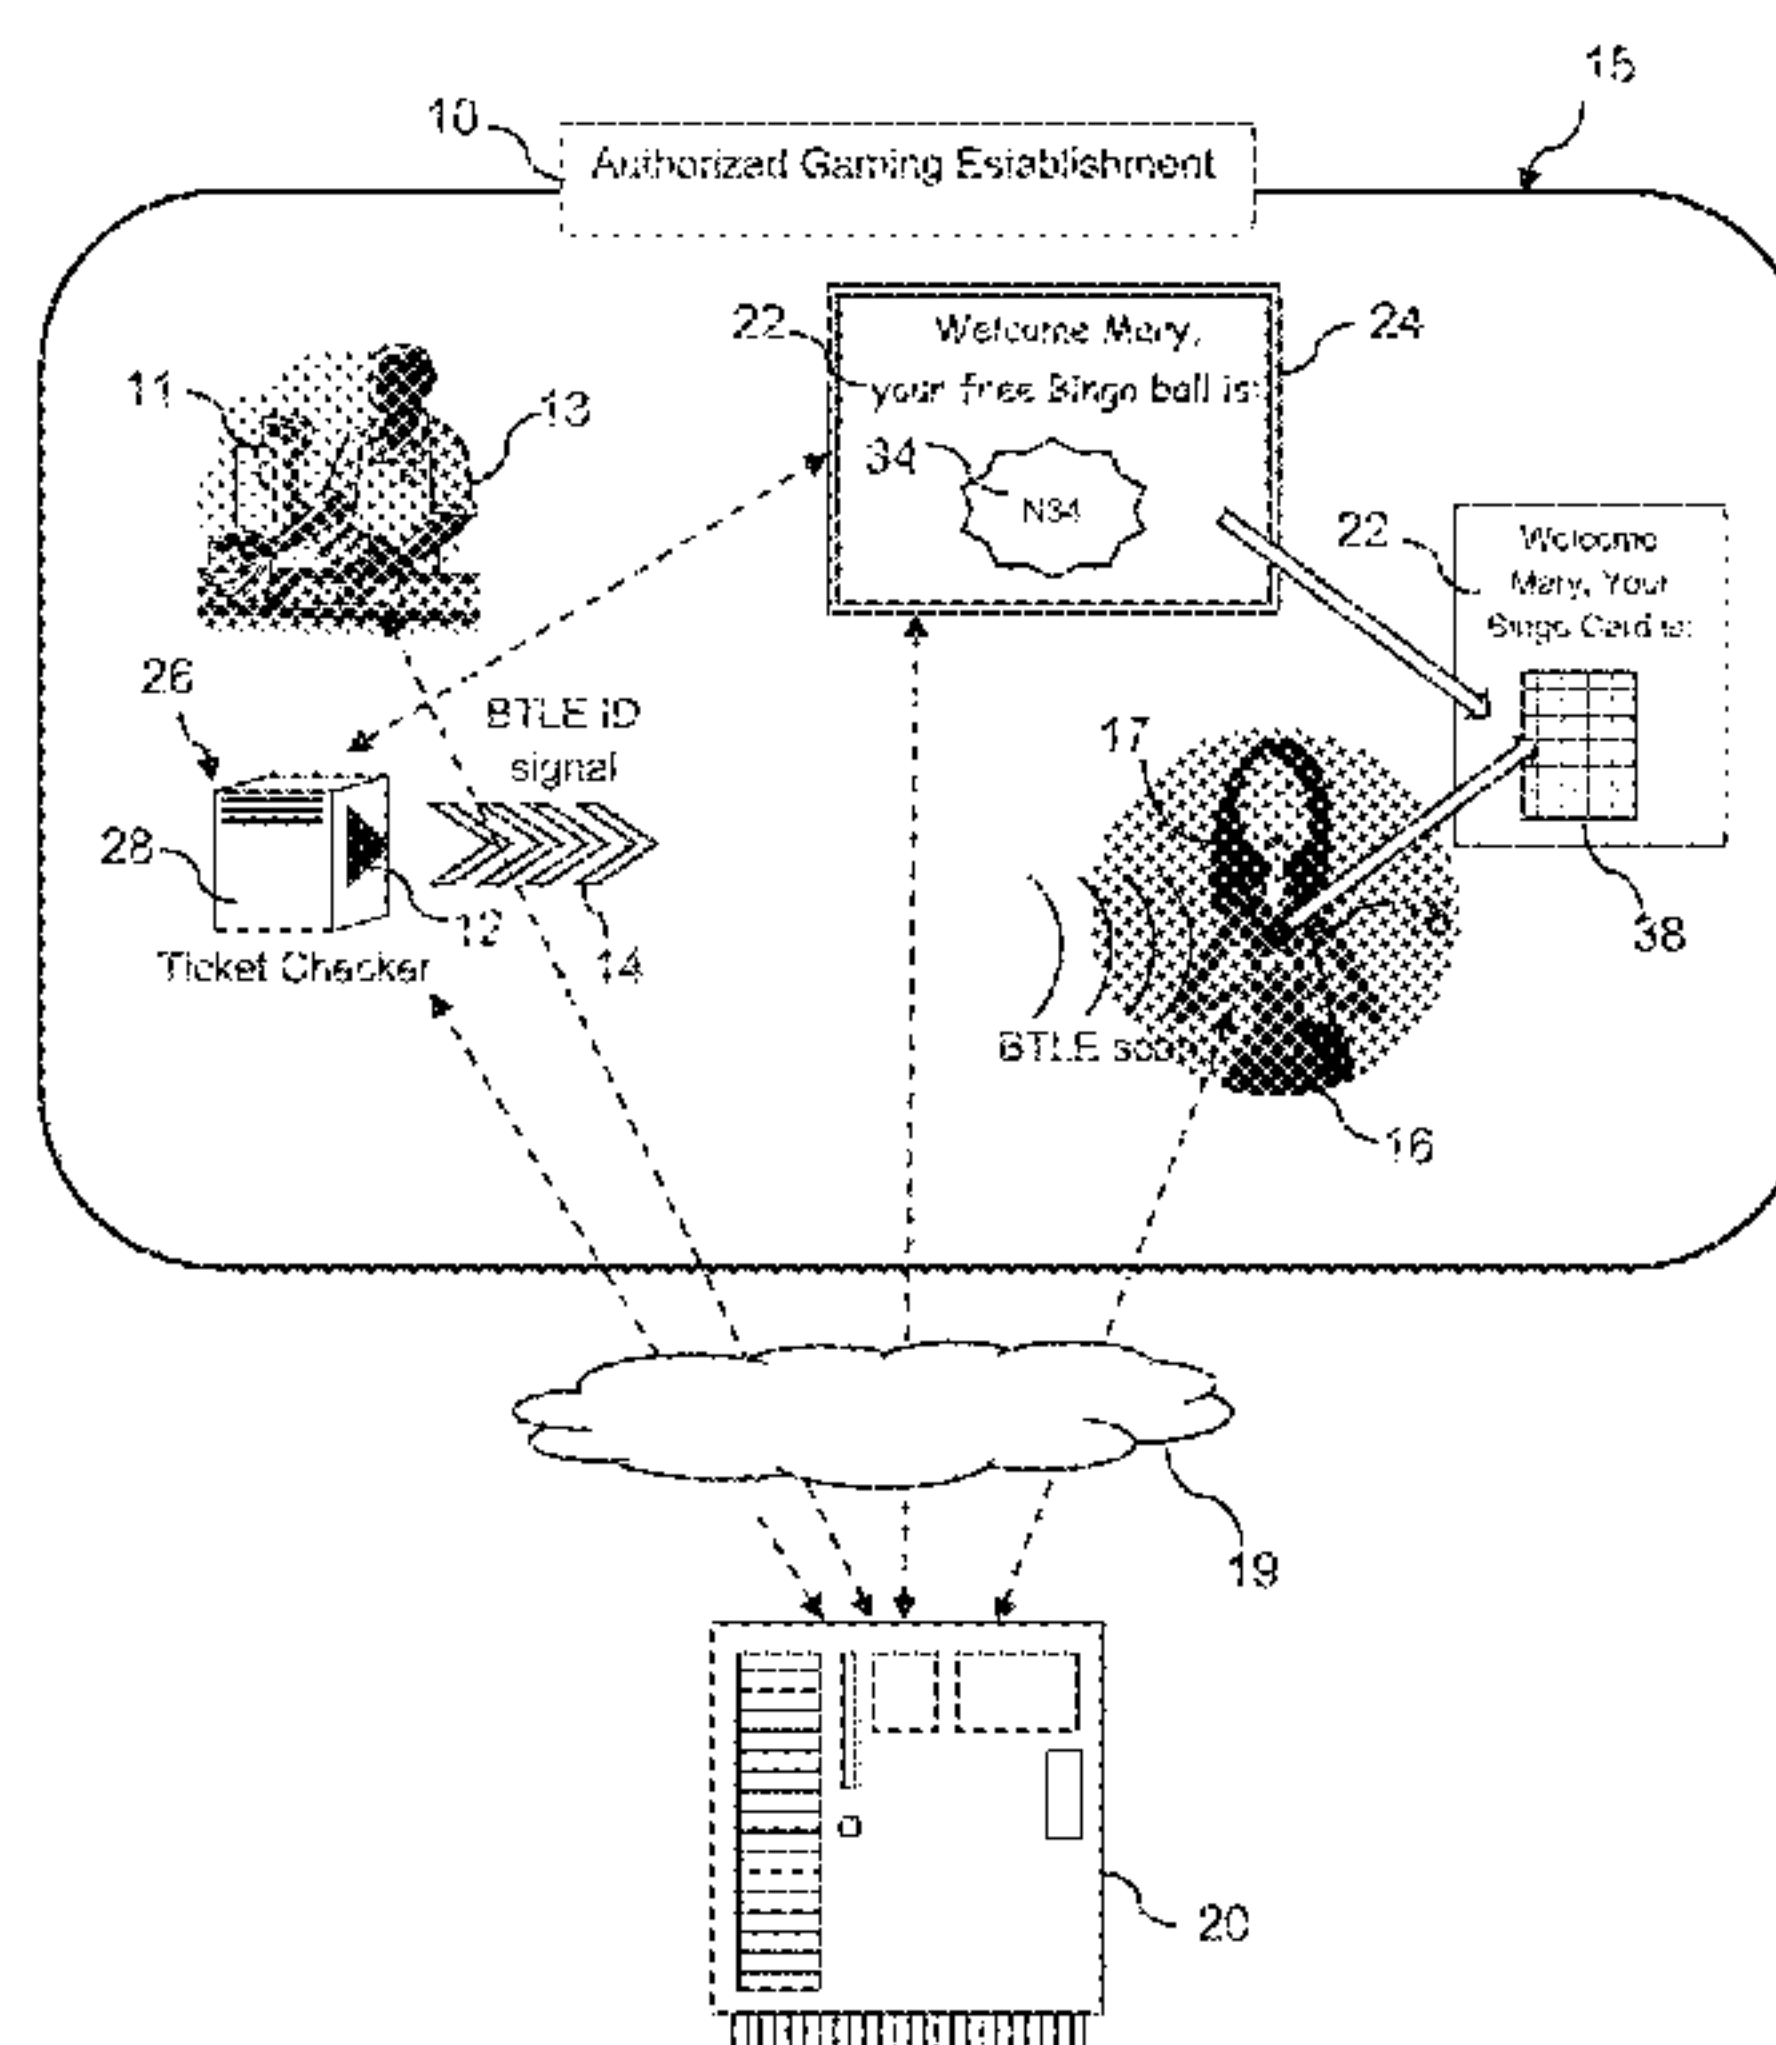 15
10
Authorized Gaming Establishment
22
Welcome Mary,
24
your free Bingo ball is:
11
13
34
N34
22
Welcome
Mary, Your
Bingo Card is:
26
BTLE ID
signal
17
28
12
14
38
Ticket Checker
BTLE
16
19
20